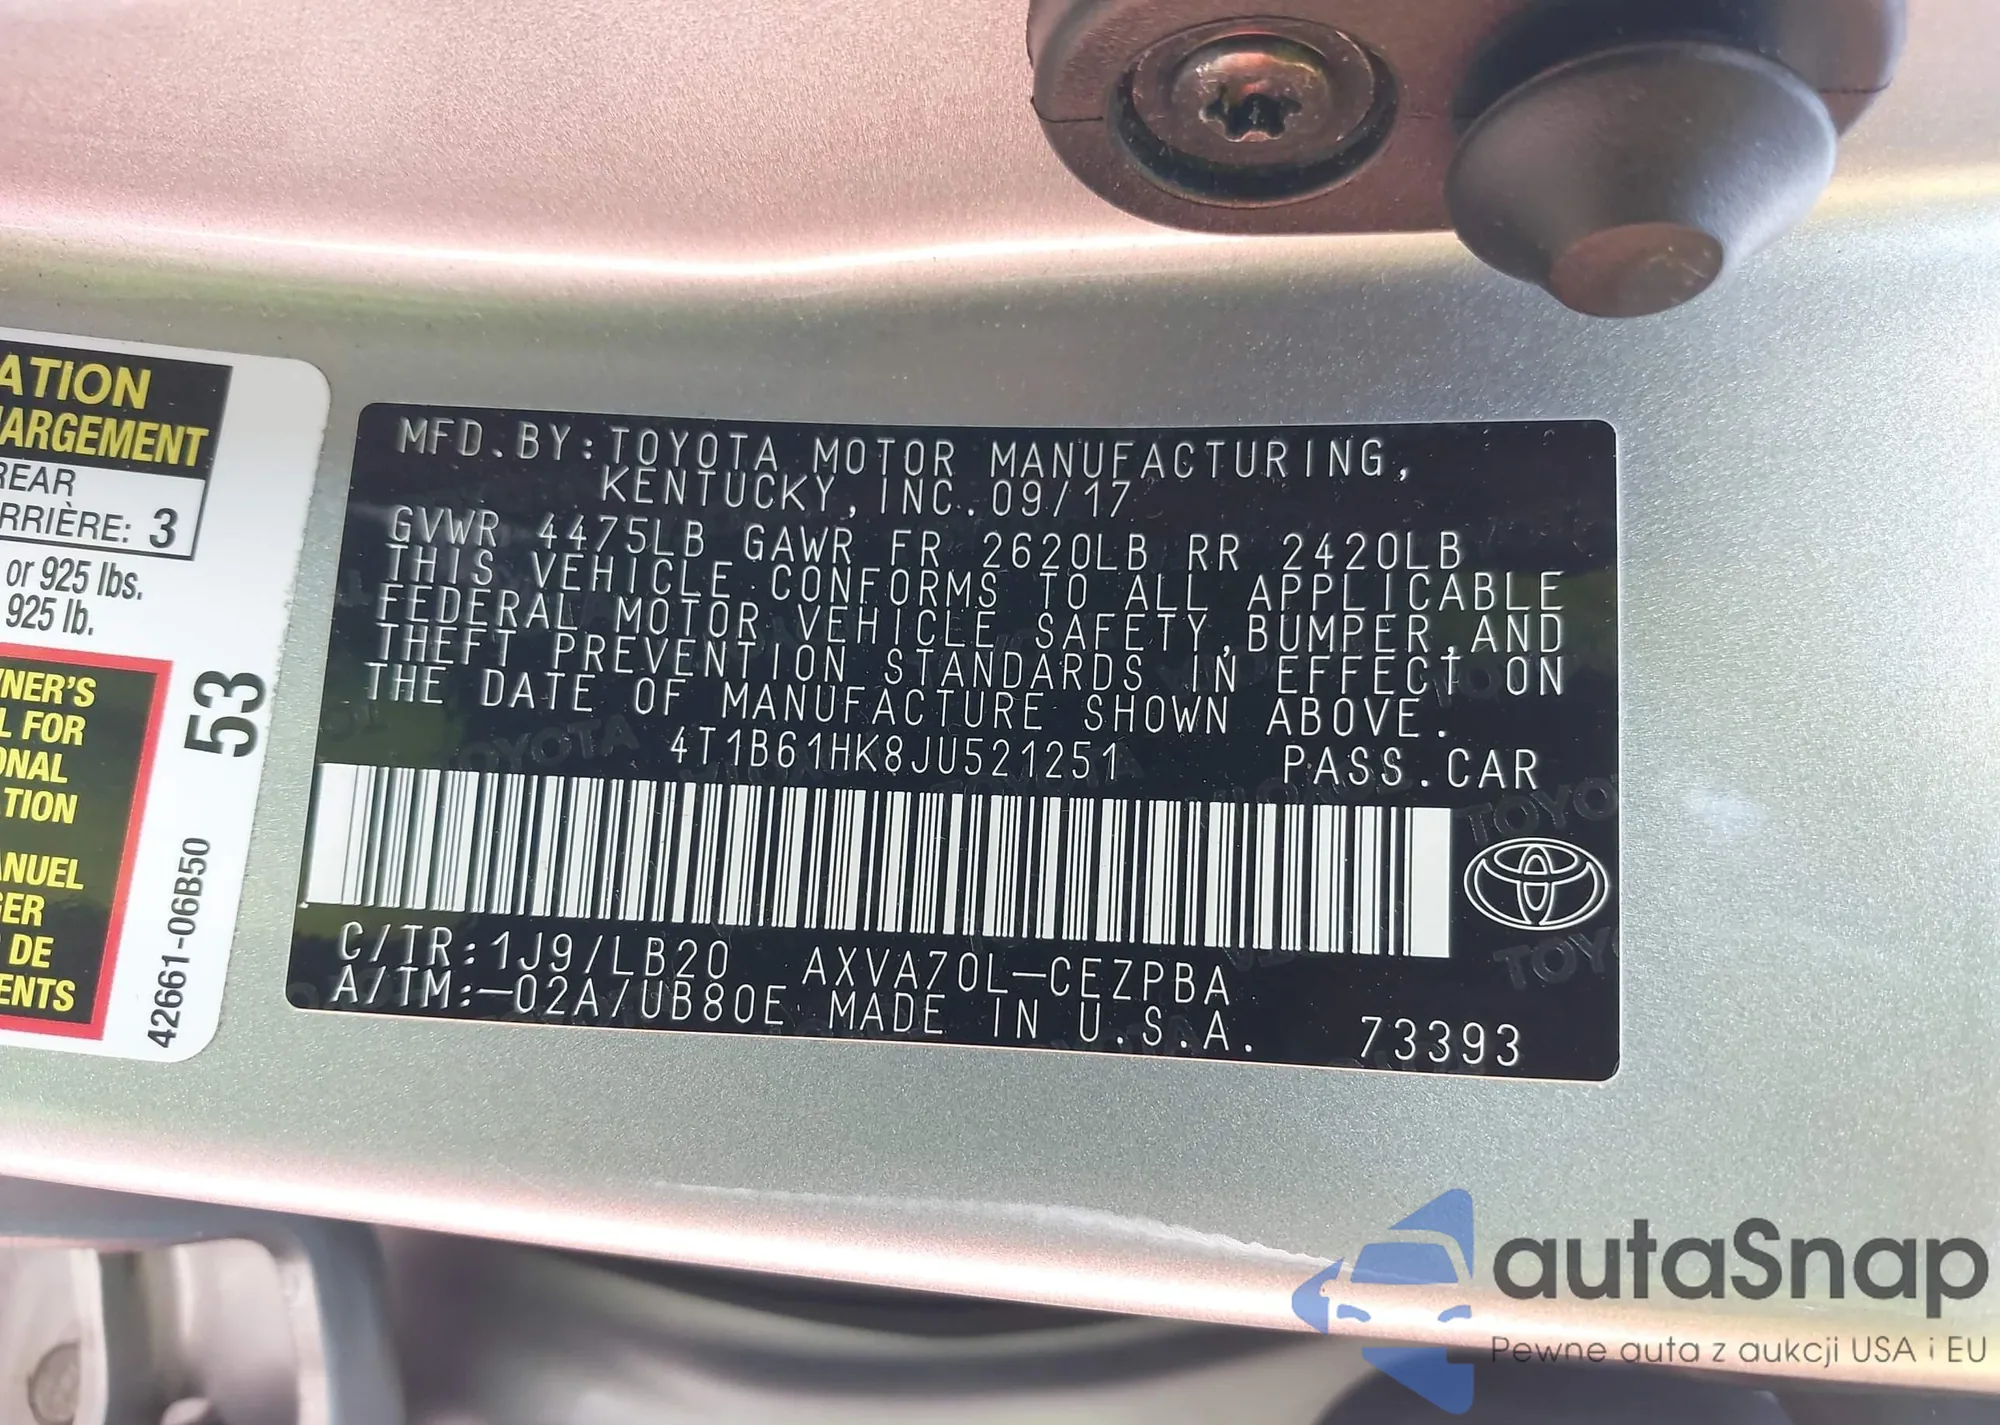 ATION
ARGEMENT
REAR
RRIÈRE: 3
or 925 lbs.
925 lb.
NER'S
L FOR
ONAL
TION
ANUEL
GER
DE
ENTS
53
42661-06B50
MFD.BY:TOYOTA MOTOR MANUFACTURING,
KENTUCKY,INC.09/17
GVWR 4475LB GAWR FR 2620LB RR 2420LB
THIS VEHICLE CONFORMS TO ALL APPLICABLE
FEDERAL MOTOR VEHICLE SAFETY,BUMPER,AND
THEFT PREVENTION STANDARDS IN EFFECT ON
THE DATE OF MANUFACTURE SHOWN ABOVE.
4T1B61HK8JU521251 PASS.CAR
C/TR:1J9/LB20 AXVA70L-CEZPBA
A/TM:-02A/UB80E MADE IN U.S.A. 73393
autaSnap
Pewne auta z aukcji USA i EU